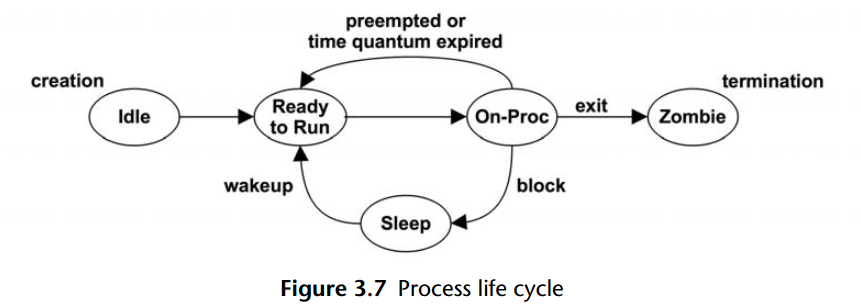 preempted or
time quantum expired
creation
termination
Idle
Ready
to Run
On-Proc
exit
Zombie
wakeup
block
Sleep
Figure 3.7 Process life cycle